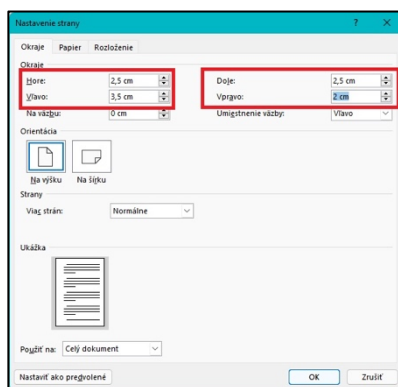 Nastavenie strany ? ×
Okraje Papier Rozloženie
Okraje
Hore: 2,5 cm Dole: 2,5 cm
Vľavo: 3,5 cm Vpravo: 2 cm
Na väzbu: 0 cm Umiestnenie väzby: Vľavo
Orientácia
Na výšku Na šírku
Strany
Viac strán: Normálne
Ukážka
Použiť na: Celý dokument
Nastaviť ako predvolené OK Zrušiť